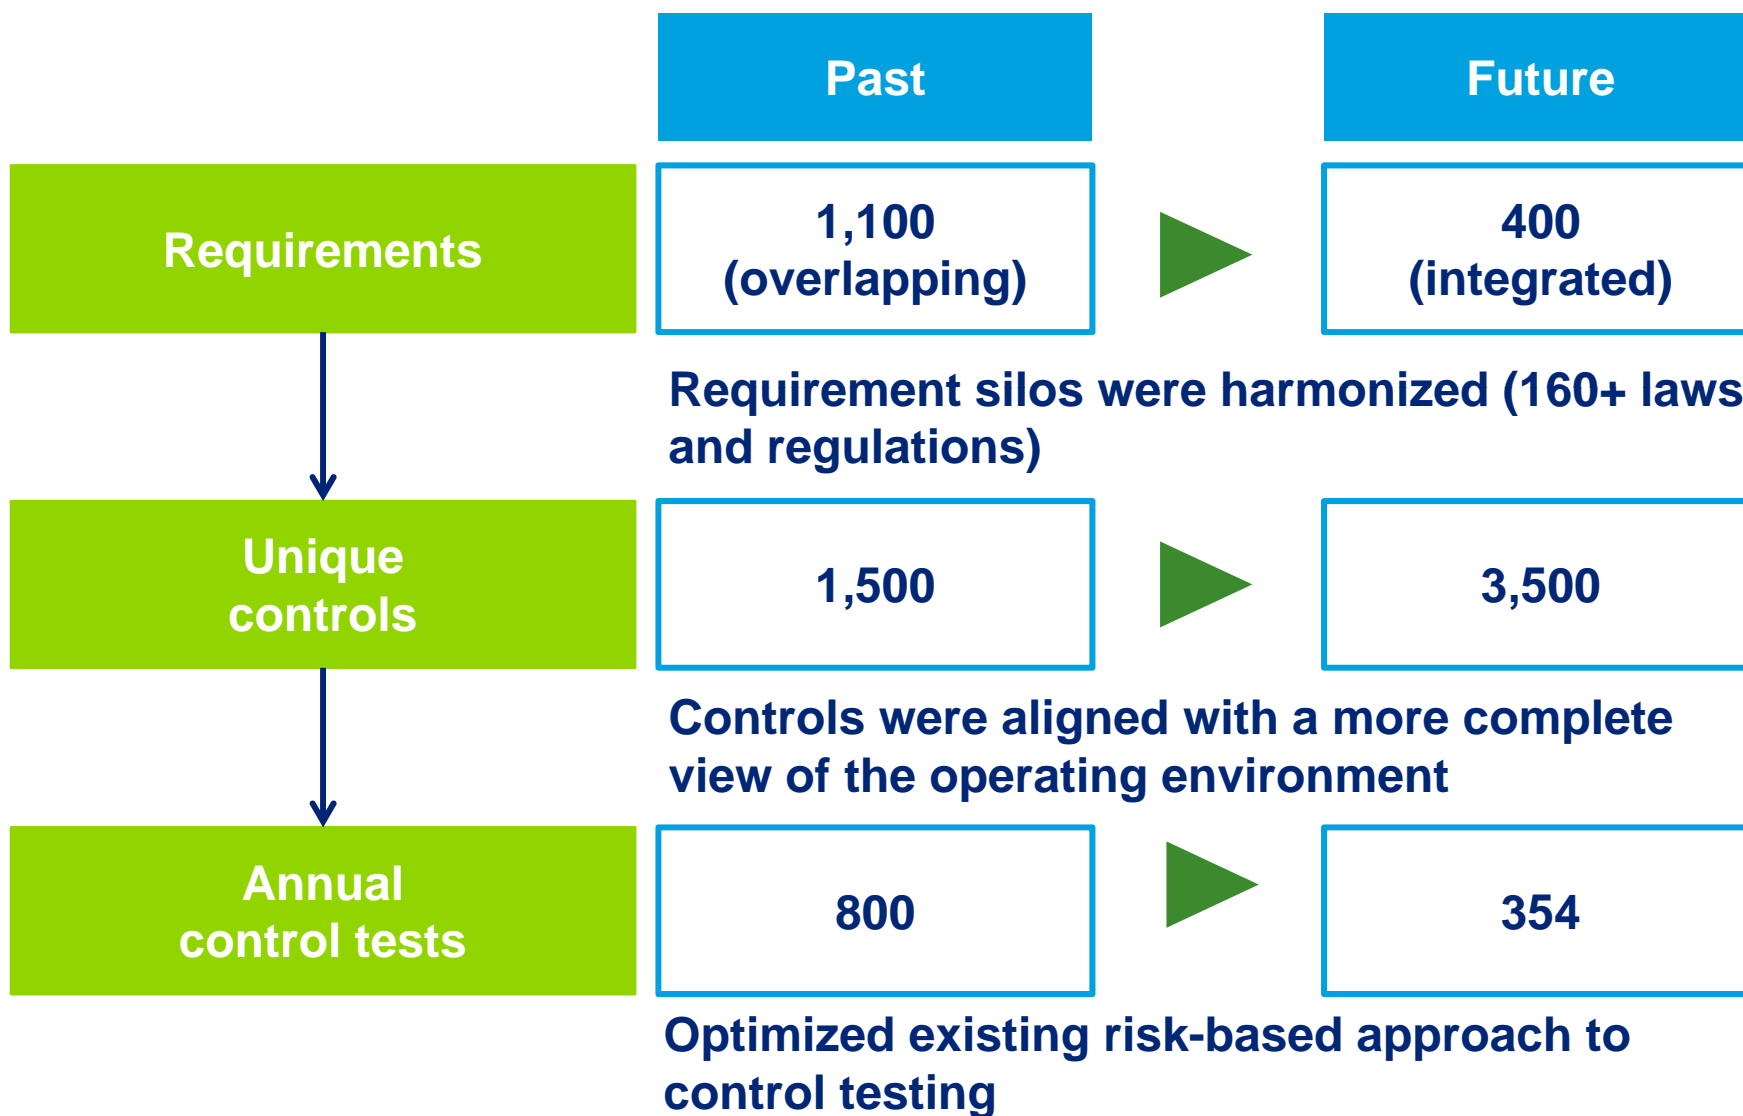 Past
Future
Requirements
1,100
(overlapping)
400
(integrated)
Requirement silos were harmonized (160+ laws
and regulations)
Unique
controls
1,500
3,500
Controls were aligned with a more complete
view of the operating environment
Annual
control tests
800
354
Optimized existing risk-based approach to
control testing